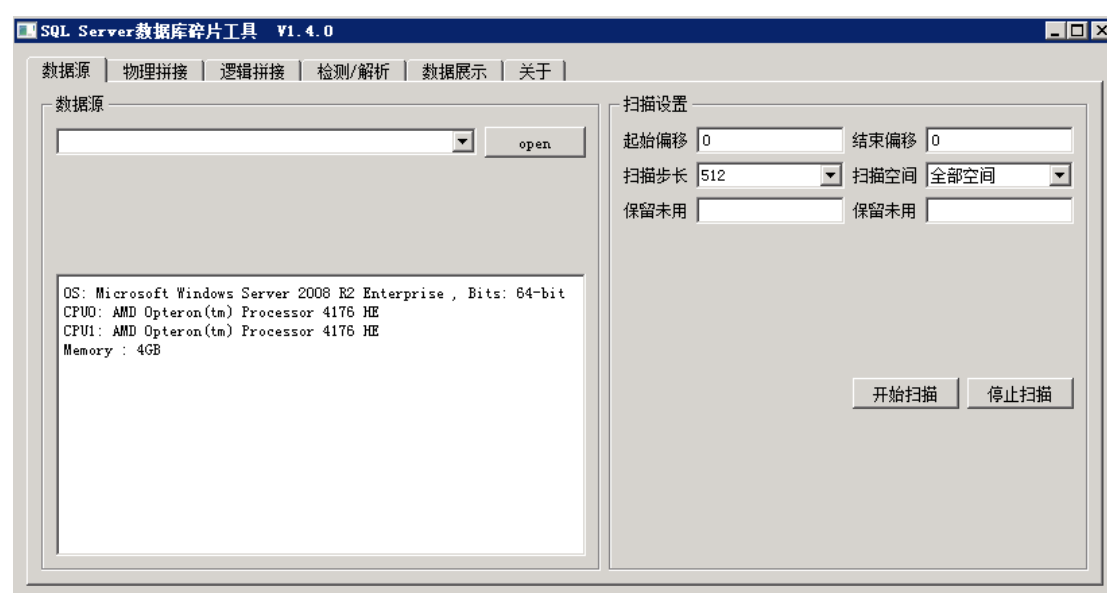 SQL Server数据库碎片工具 V1.4.0
数据源 物理拼接 逻辑拼接 检测/解析 数据展示 关于
数据源
open
OS: Microsoft Windows Server 2008 R2 Enterprise , Bits: 64-bit
CPU0: AMD Opteron(tm) Processor 4176 HE
CPU1: AMD Opteron(tm) Processor 4176 HE
Memory : 4GB
扫描设置
起始偏移 0 结束偏移 0
扫描步长 512 扫描空间 全部空间
保留未用 保留未用
开始扫描 停止扫描